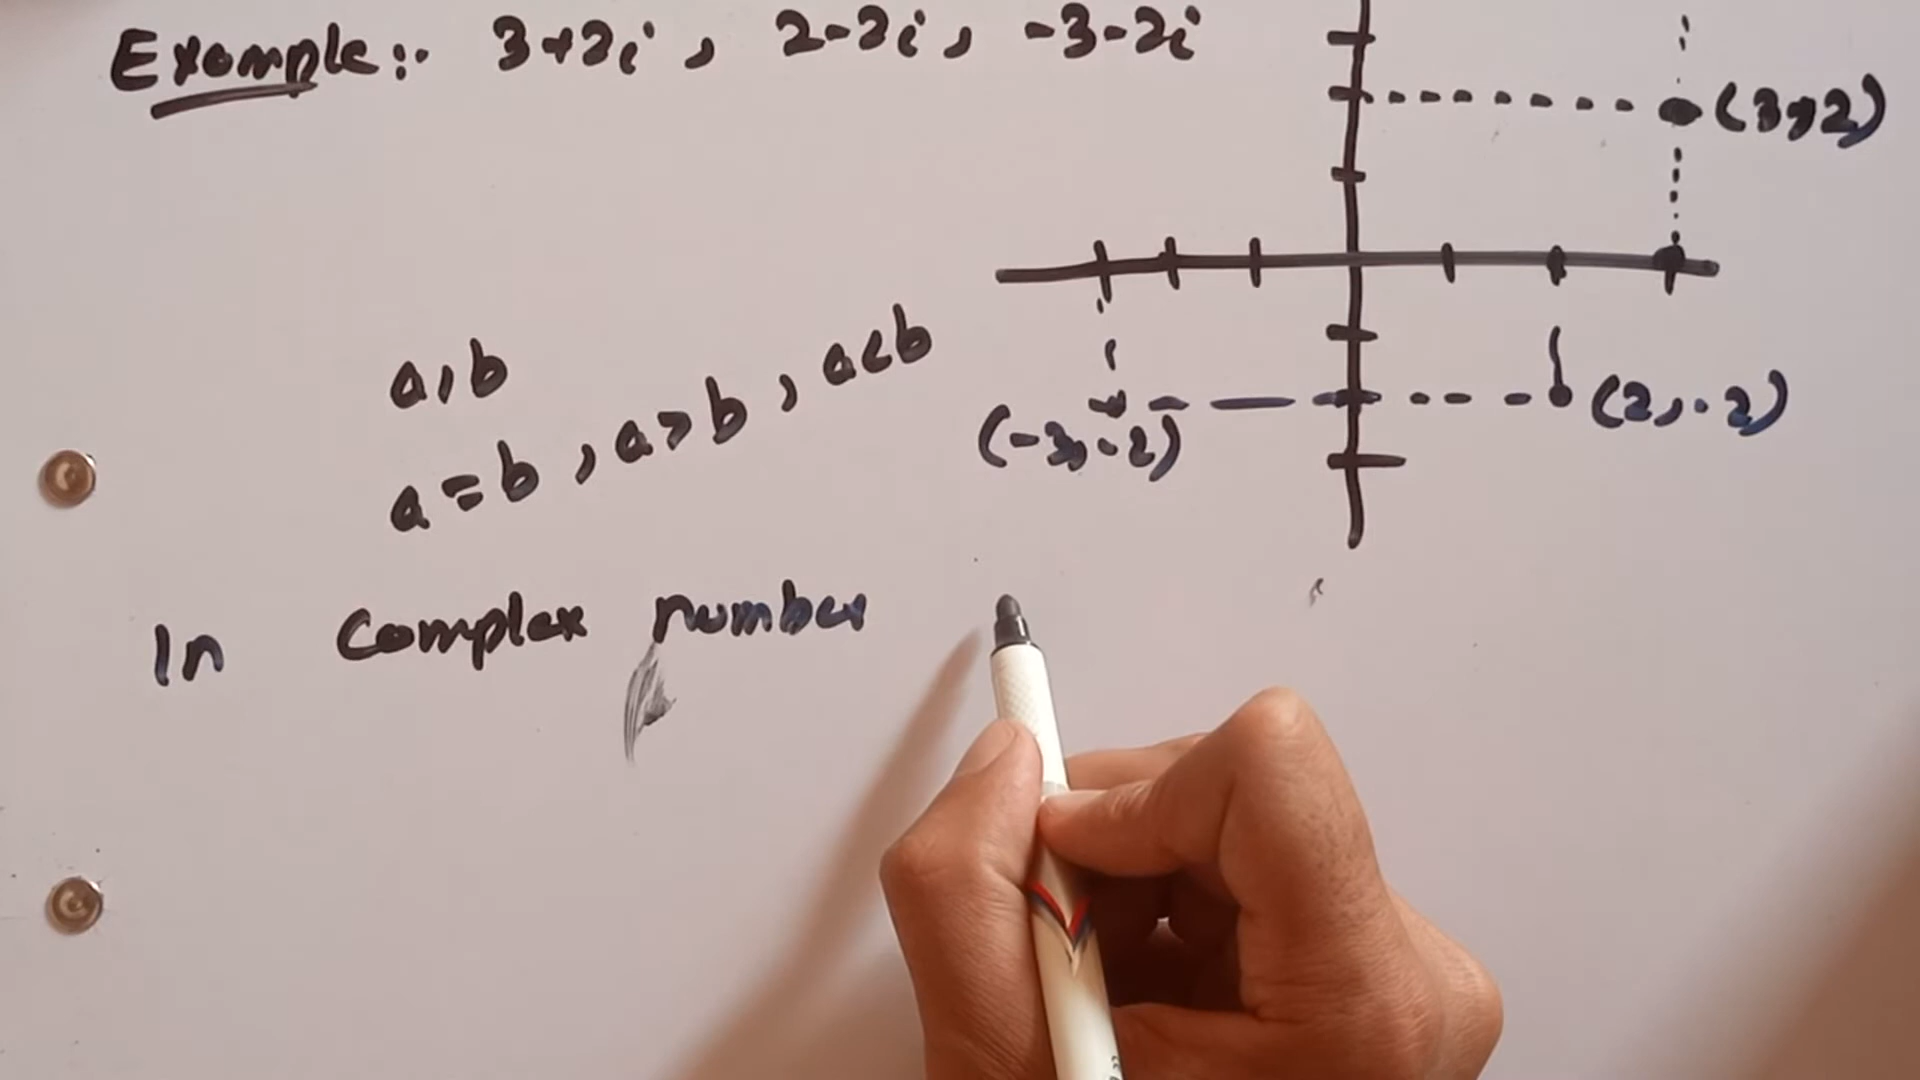 Example:- 3+2i, 2-2i, -3-2i
(3,2)
a,b
a=b, a>b, a<b
(2,-2)
(-3,-2)
In Complex number